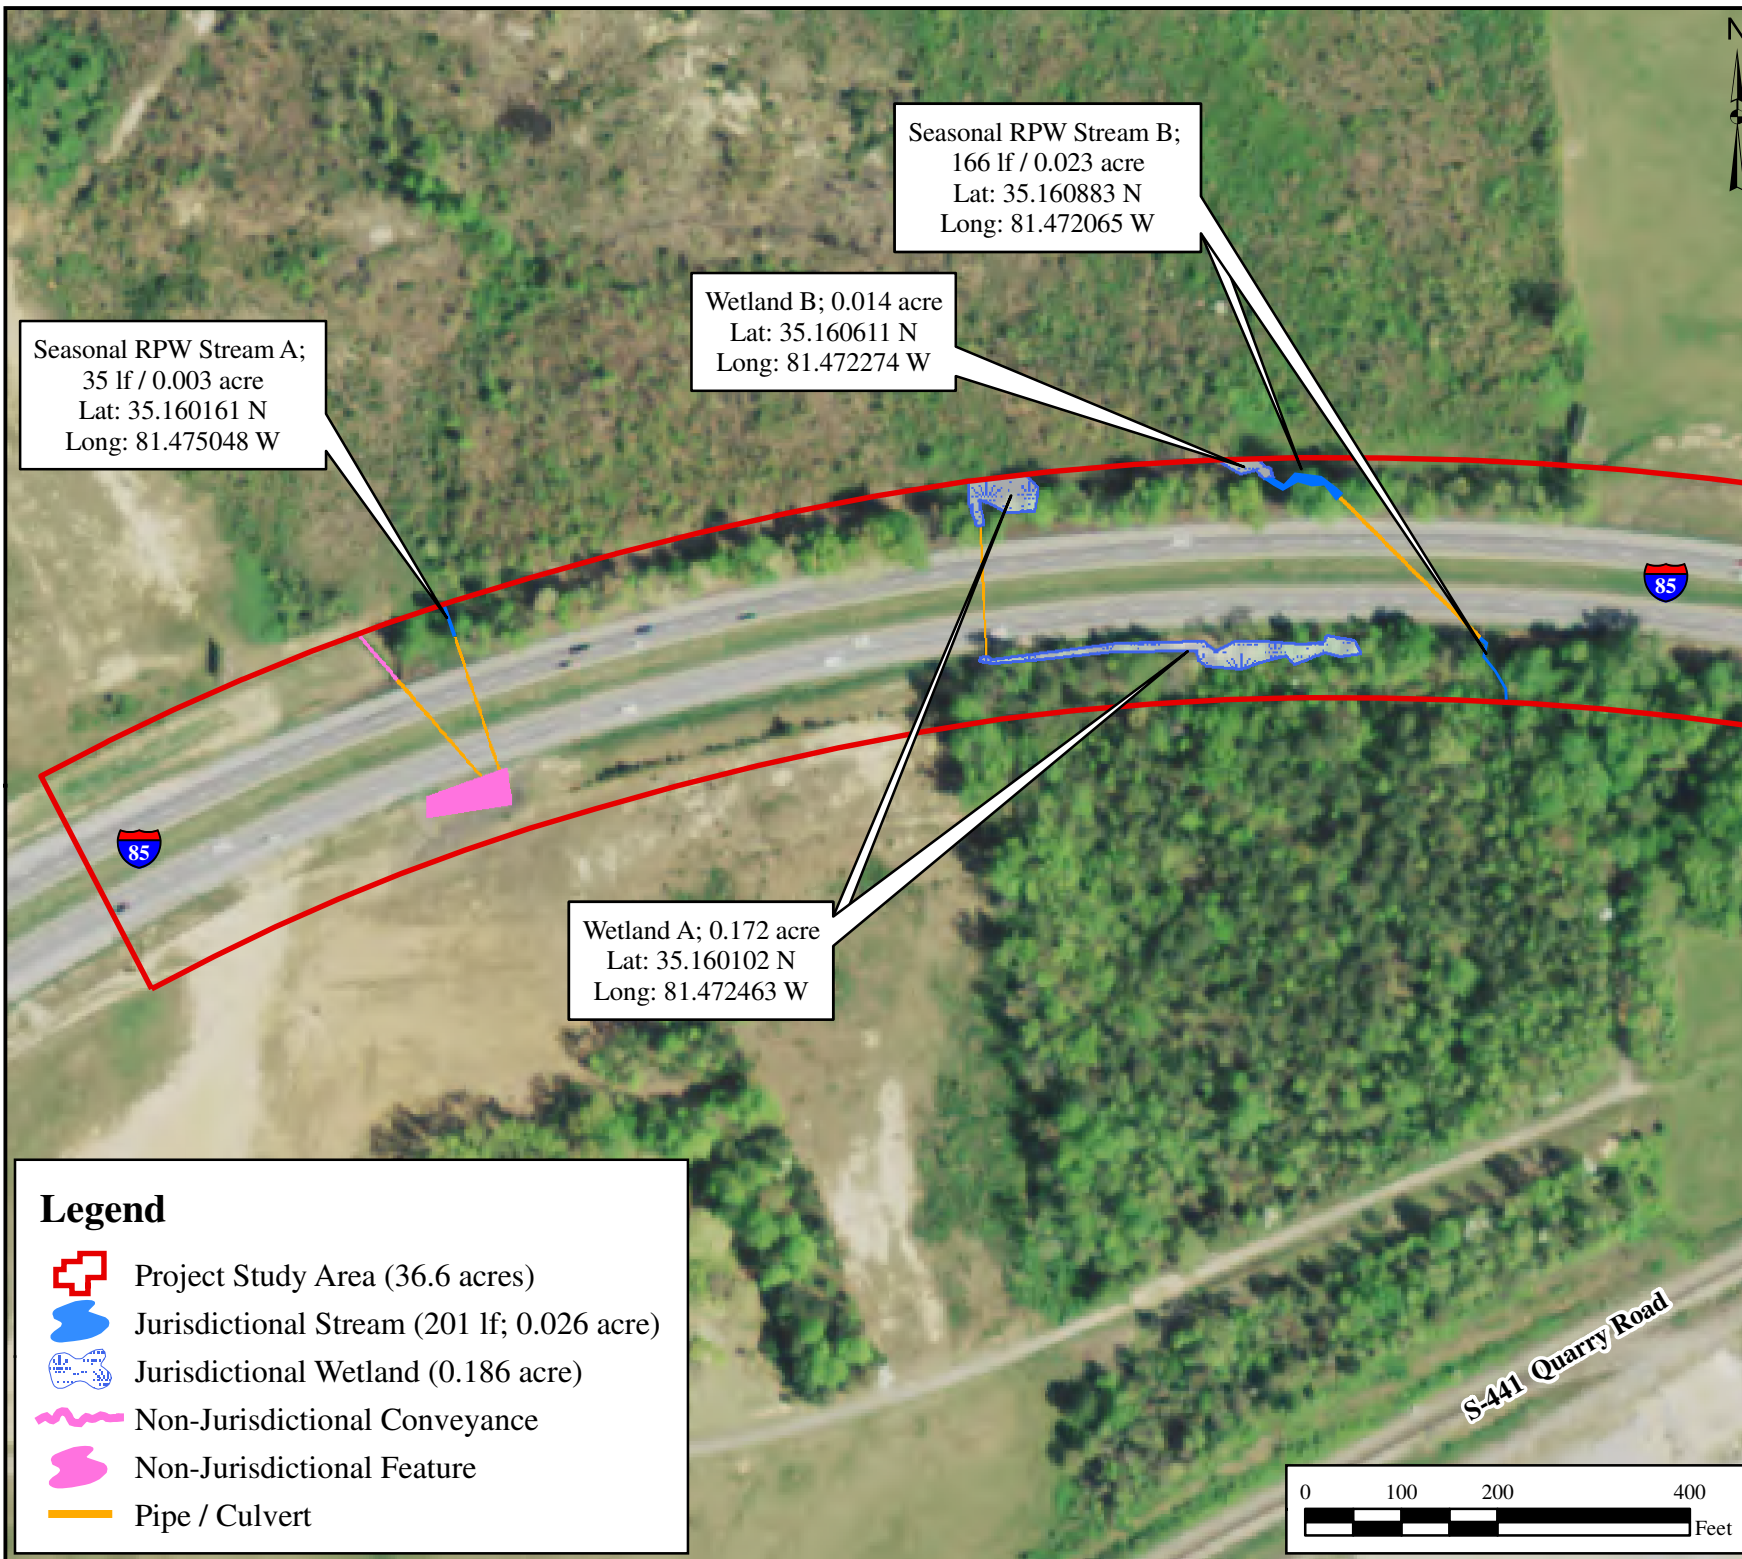 N
Seasonal RPW Stream B;
166 lf / 0.023 acre
Lat: 35.160883 N
Long: 81.472065 W
Wetland B; 0.014 acre
Lat: 35.160611 N
Long: 81.472274 W
Seasonal RPW Stream A;
35 lf / 0.003 acre
Lat: 35.160161 N
Long: 81.475048 W
85
85
Wetland A; 0.172 acre
Lat: 35.160102 N
Long: 81.472463 W
Legend
Project Study Area (36.6 acres)
Jurisdictional Stream (201 lf; 0.026 acre)
Jurisdictional Wetland (0.186 acre)
Non-Jurisdictional Conveyance
Non-Jurisdictional Feature
Pipe / Culvert
S-441 Quarry Road
0 100 200 400
Feet